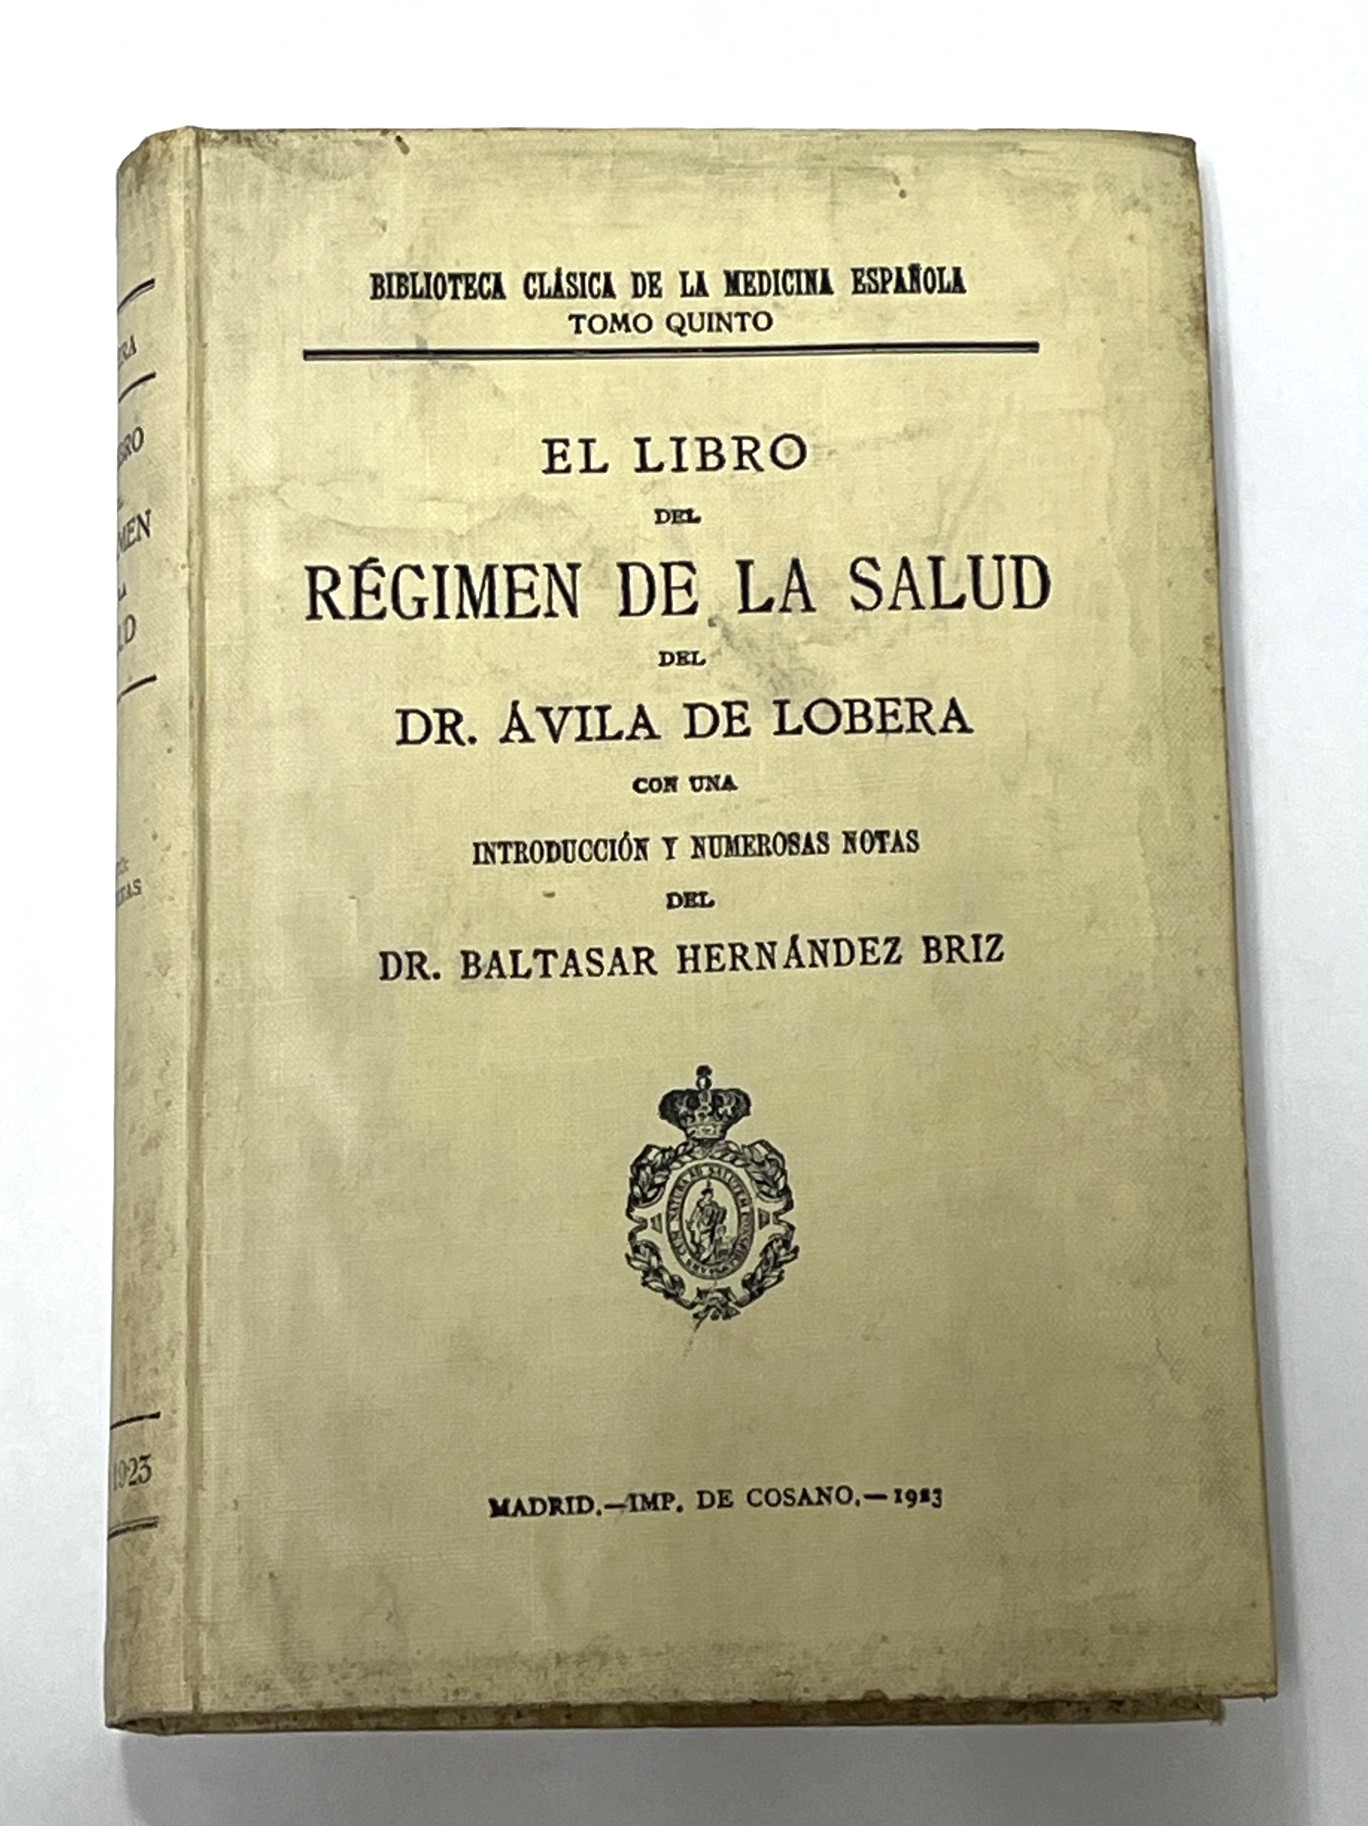 BIBLIOTECA CLÁSICA DE LA MEDICINA ESPAÑOLA
TOMO QUINTO
EL LIBRO
DEL
RÉGIMEN DE LA SALUD
DEL
DR. ÁVILA DE LOBERA
CON UNA
INTRODUCCIÓN Y NUMEROSAS NOTAS
DEL
DR. BALTASAR HERNÁNDEZ BRIZ
MADRID.—IMP. DE COSANO.—1923
1923